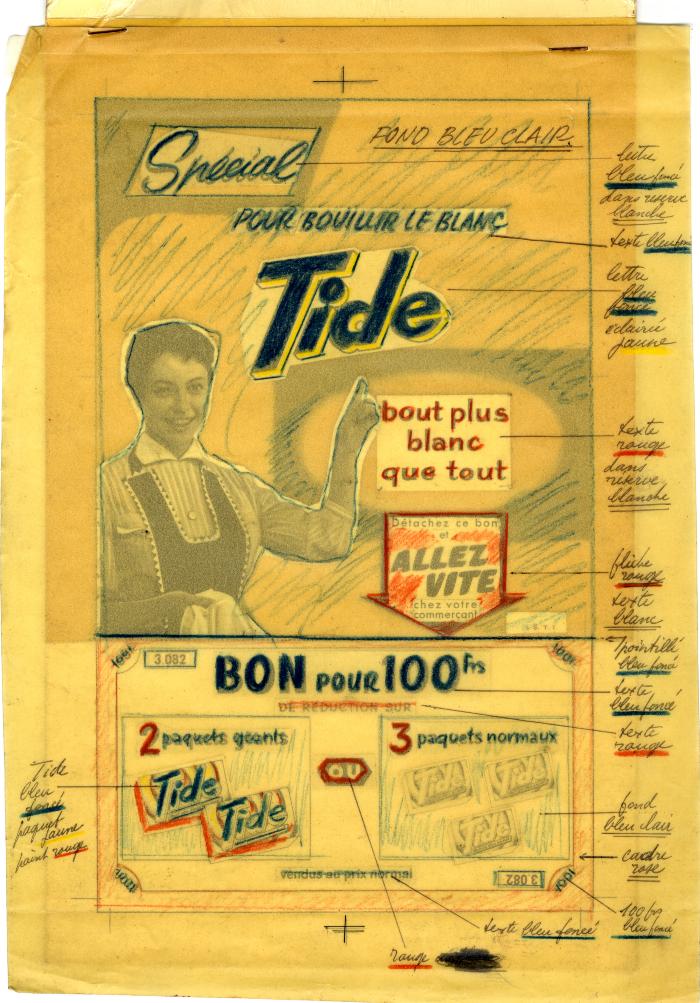 FOND BLEU CLAIR.
Special
lettre
bleu foncé
dans réserve
blanche
POUR BOUILLIR LE BLANC
texte bleu foncé
Tide
lettre
bleu
foncé
éclairé
jaune
bout plus
blanc
que tout
texte
rouge
dans
réserve
blanche
Détachez ce bon
et
ALLEZ
VITE
chez votre
commerçant
flèche
rouge
texte
blanc
pointillé
bleu foncé
100F
3.082
100F
BON POUR 100 Frs
texte
bleu foncé
DE RÉDUCTION SUR
texte
rouge
2 paquets géants
OU
3 paquets normaux
Tide
Tide
Tide
Tide
Tide
Tide
bleu
foncé
paquet
jaune
point rouge
fond
bleu clair
cadre
rose
vendus au prix normal
3.082
100F
100F
100 frs
bleu foncé
texte bleu foncé
rouge